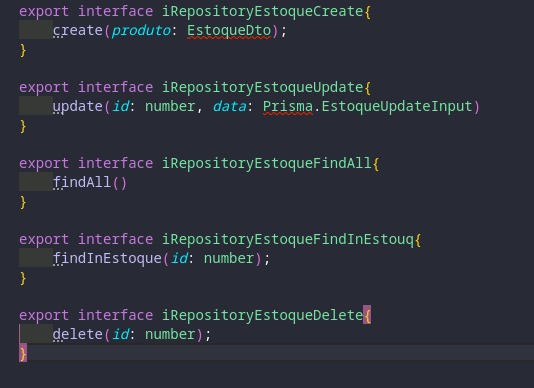 export interface iRepositoryEstoqueCreate{
create(produto: EstoqueDto);
}
export interface iRepositoryEstoqueUpdate{
update(id: number, data: Prisma.EstoqueUpdateInput)
}
export interface iRepositoryEstoqueFindAll{
findAll()
}
export interface iRepositoryEstoqueFindInEstouq{
findInEstoque(id: number);
}
export interface iRepositoryEstoqueDelete{
delete(id: number);
}